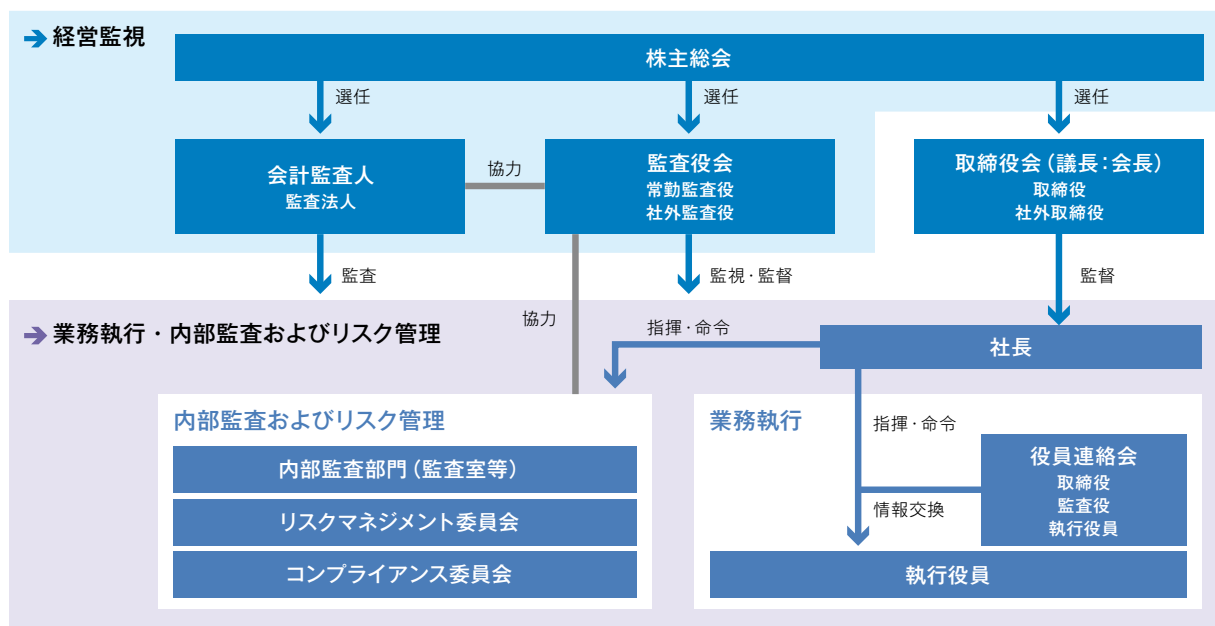 経営監視
株主総会
選任
選任
選任
会計監査人
監査法人
協力
監査役会
常勤監査役
社外監査役
取締役会（議長：会長）
取締役
社外取締役
監査
監視・監督
監督
業務執行・内部監査およびリスク管理
協力
指揮・命令
社長
内部監査およびリスク管理
内部監査部門（監査室等）
リスクマネジメント委員会
コンプライアンス委員会
業務執行
指揮・命令
役員連絡会
取締役
監査役
執行役員
情報交換
執行役員